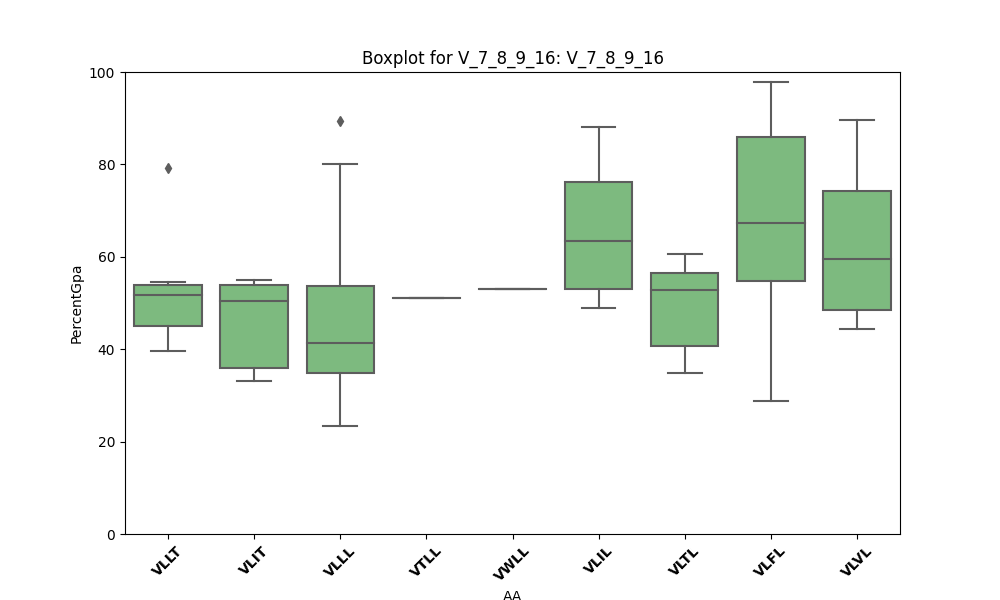 Boxplot for V_7_8_9_16: V_7_8_9_16
PercentGpa
100
80
60
40
20
0
VLLT VLIT VLLL VTLL VWLL VLIL VLTL VLFL VLVL
AA